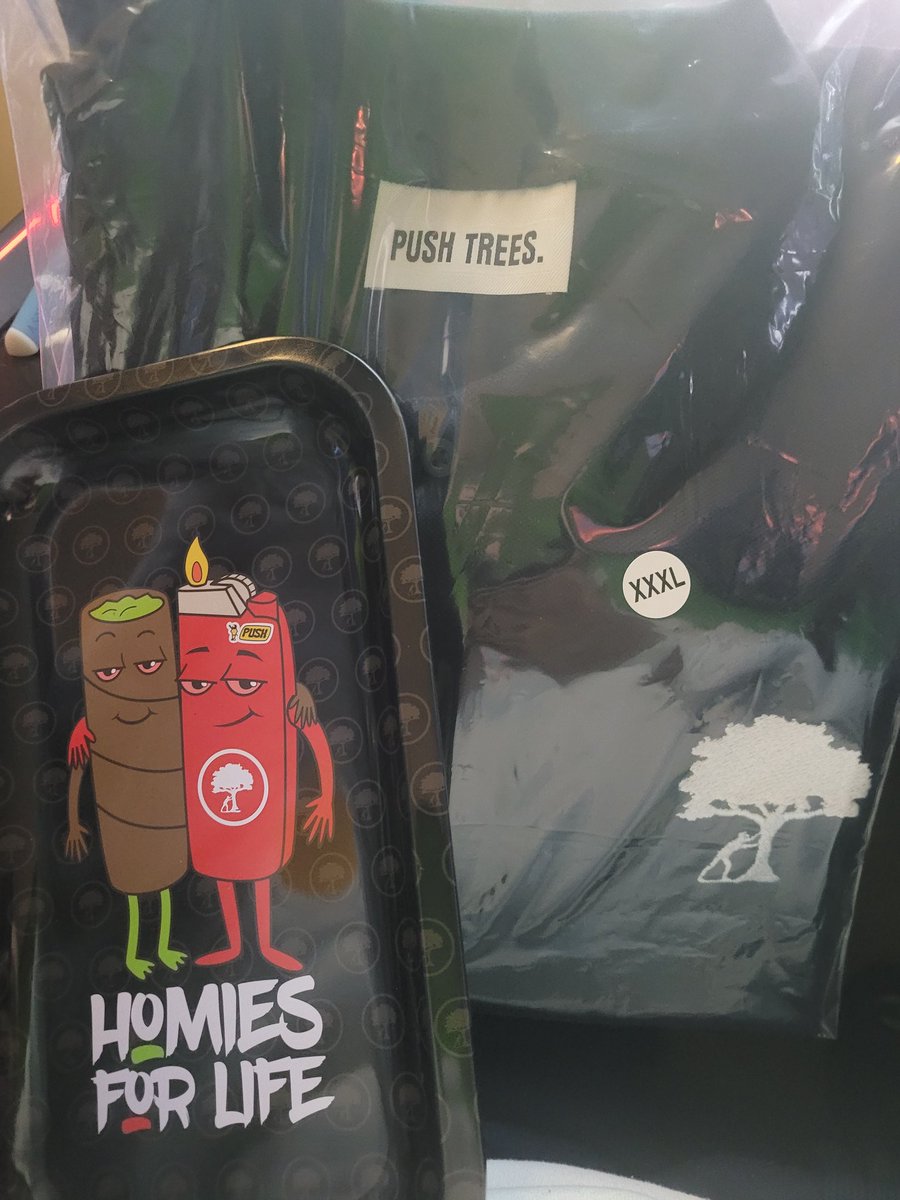 PUSH TREES.
XXXL
PUSH
HOMIES
FOR LIFE